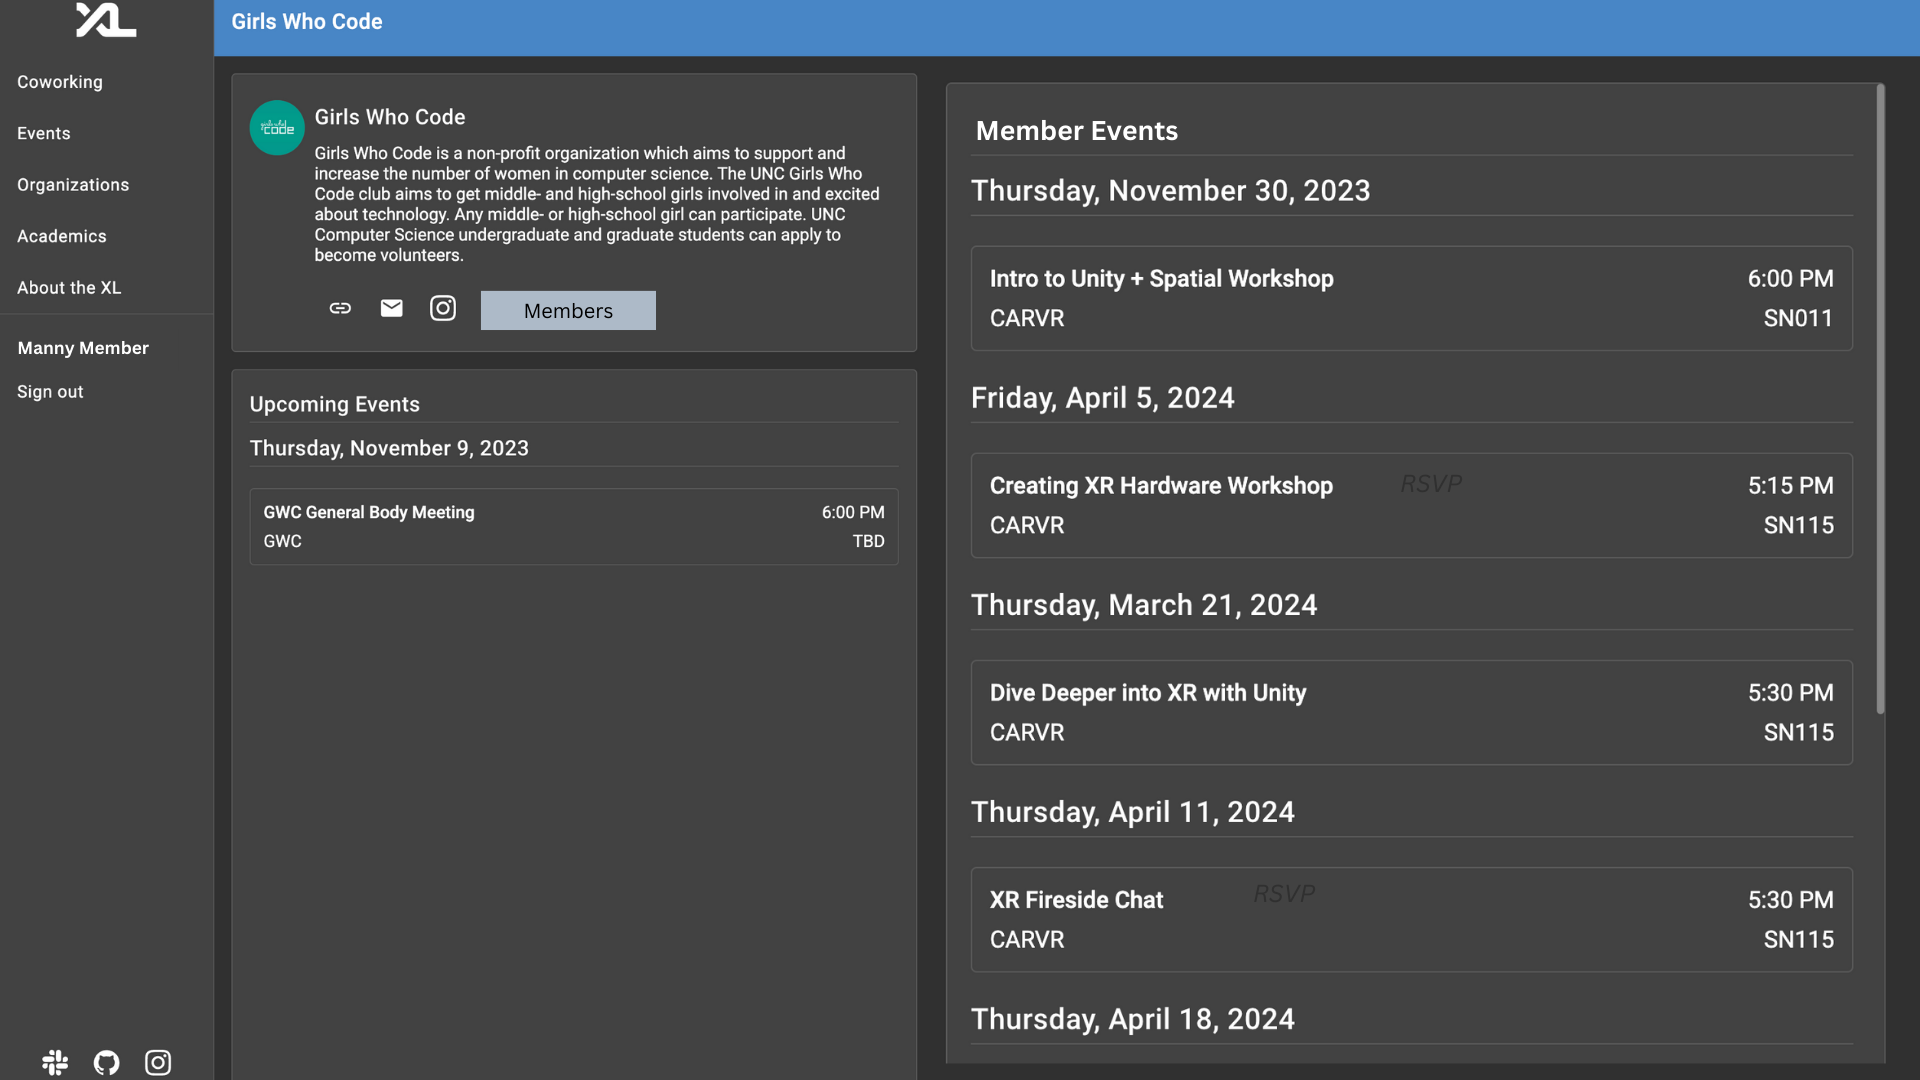 XL
Coworking
Events
Organizations
Academics
About the XL
Manny Member
Sign out
Girls Who Code
code
Girls Who Code
Girls Who Code is a non-profit organization which aims to support and
increase the number of women in computer science. The UNC Girls Who
Code club aims to get middle- and high-school girls involved in and excited
about technology. Any middle- or high-school girl can participate. UNC
Computer Science undergraduate and graduate students can apply to
become volunteers.
Members
Upcoming Events
Thursday, November 9, 2023
GWC General Body Meeting 6:00 PM
GWC TBD
Member Events
Thursday, November 30, 2023
Intro to Unity + Spatial Workshop 6:00 PM
CARVR SN011
Friday, April 5, 2024
Creating XR Hardware Workshop RSVP 5:15 PM
CARVR SN115
Thursday, March 21, 2024
Dive Deeper into XR with Unity 5:30 PM
CARVR SN115
Thursday, April 11, 2024
XR Fireside Chat RSVP 5:30 PM
CARVR SN115
Thursday, April 18, 2024